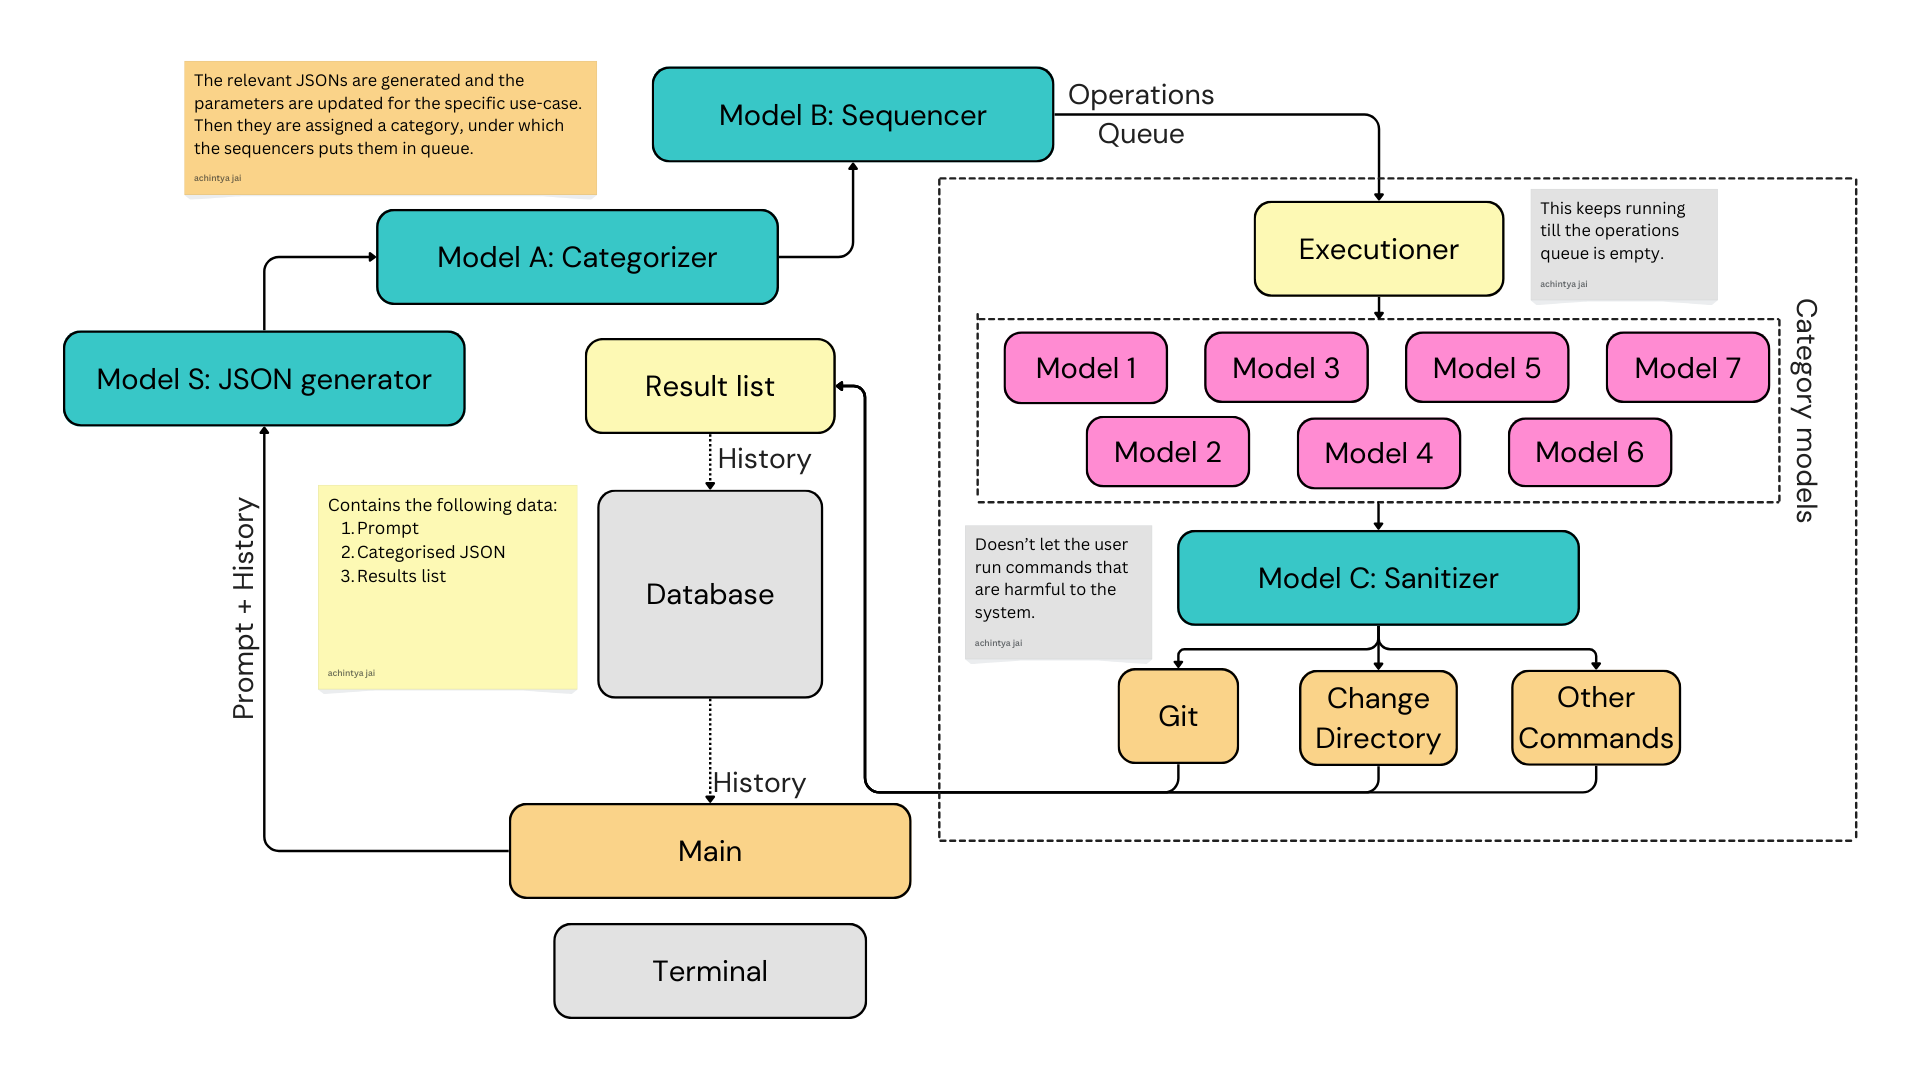 The relevant JSONs are generated and the
parameters are updated for the specific use-case.
Then they are assigned a category, under which
the sequencers puts them in queue.
achintya jai
Model B: Sequencer
Operations
Queue
Model A: Categorizer
Model S: JSON generator
Executioner
This keeps running
till the operations
queue is empty.
achintya jai
Category models
Model 1
Model 3
Model 5
Model 7
Model 2
Model 4
Model 6
Result list
History
Prompt + History
Contains the following data:
1. Prompt
2. Categorised JSON
3. Results list
achintya jai
Database
Doesn’t let the user
run commands that
are harmful to the
system.
achintya jai
Model C: Sanitizer
Git
Change
Directory
Other
Commands
History
Main
Terminal